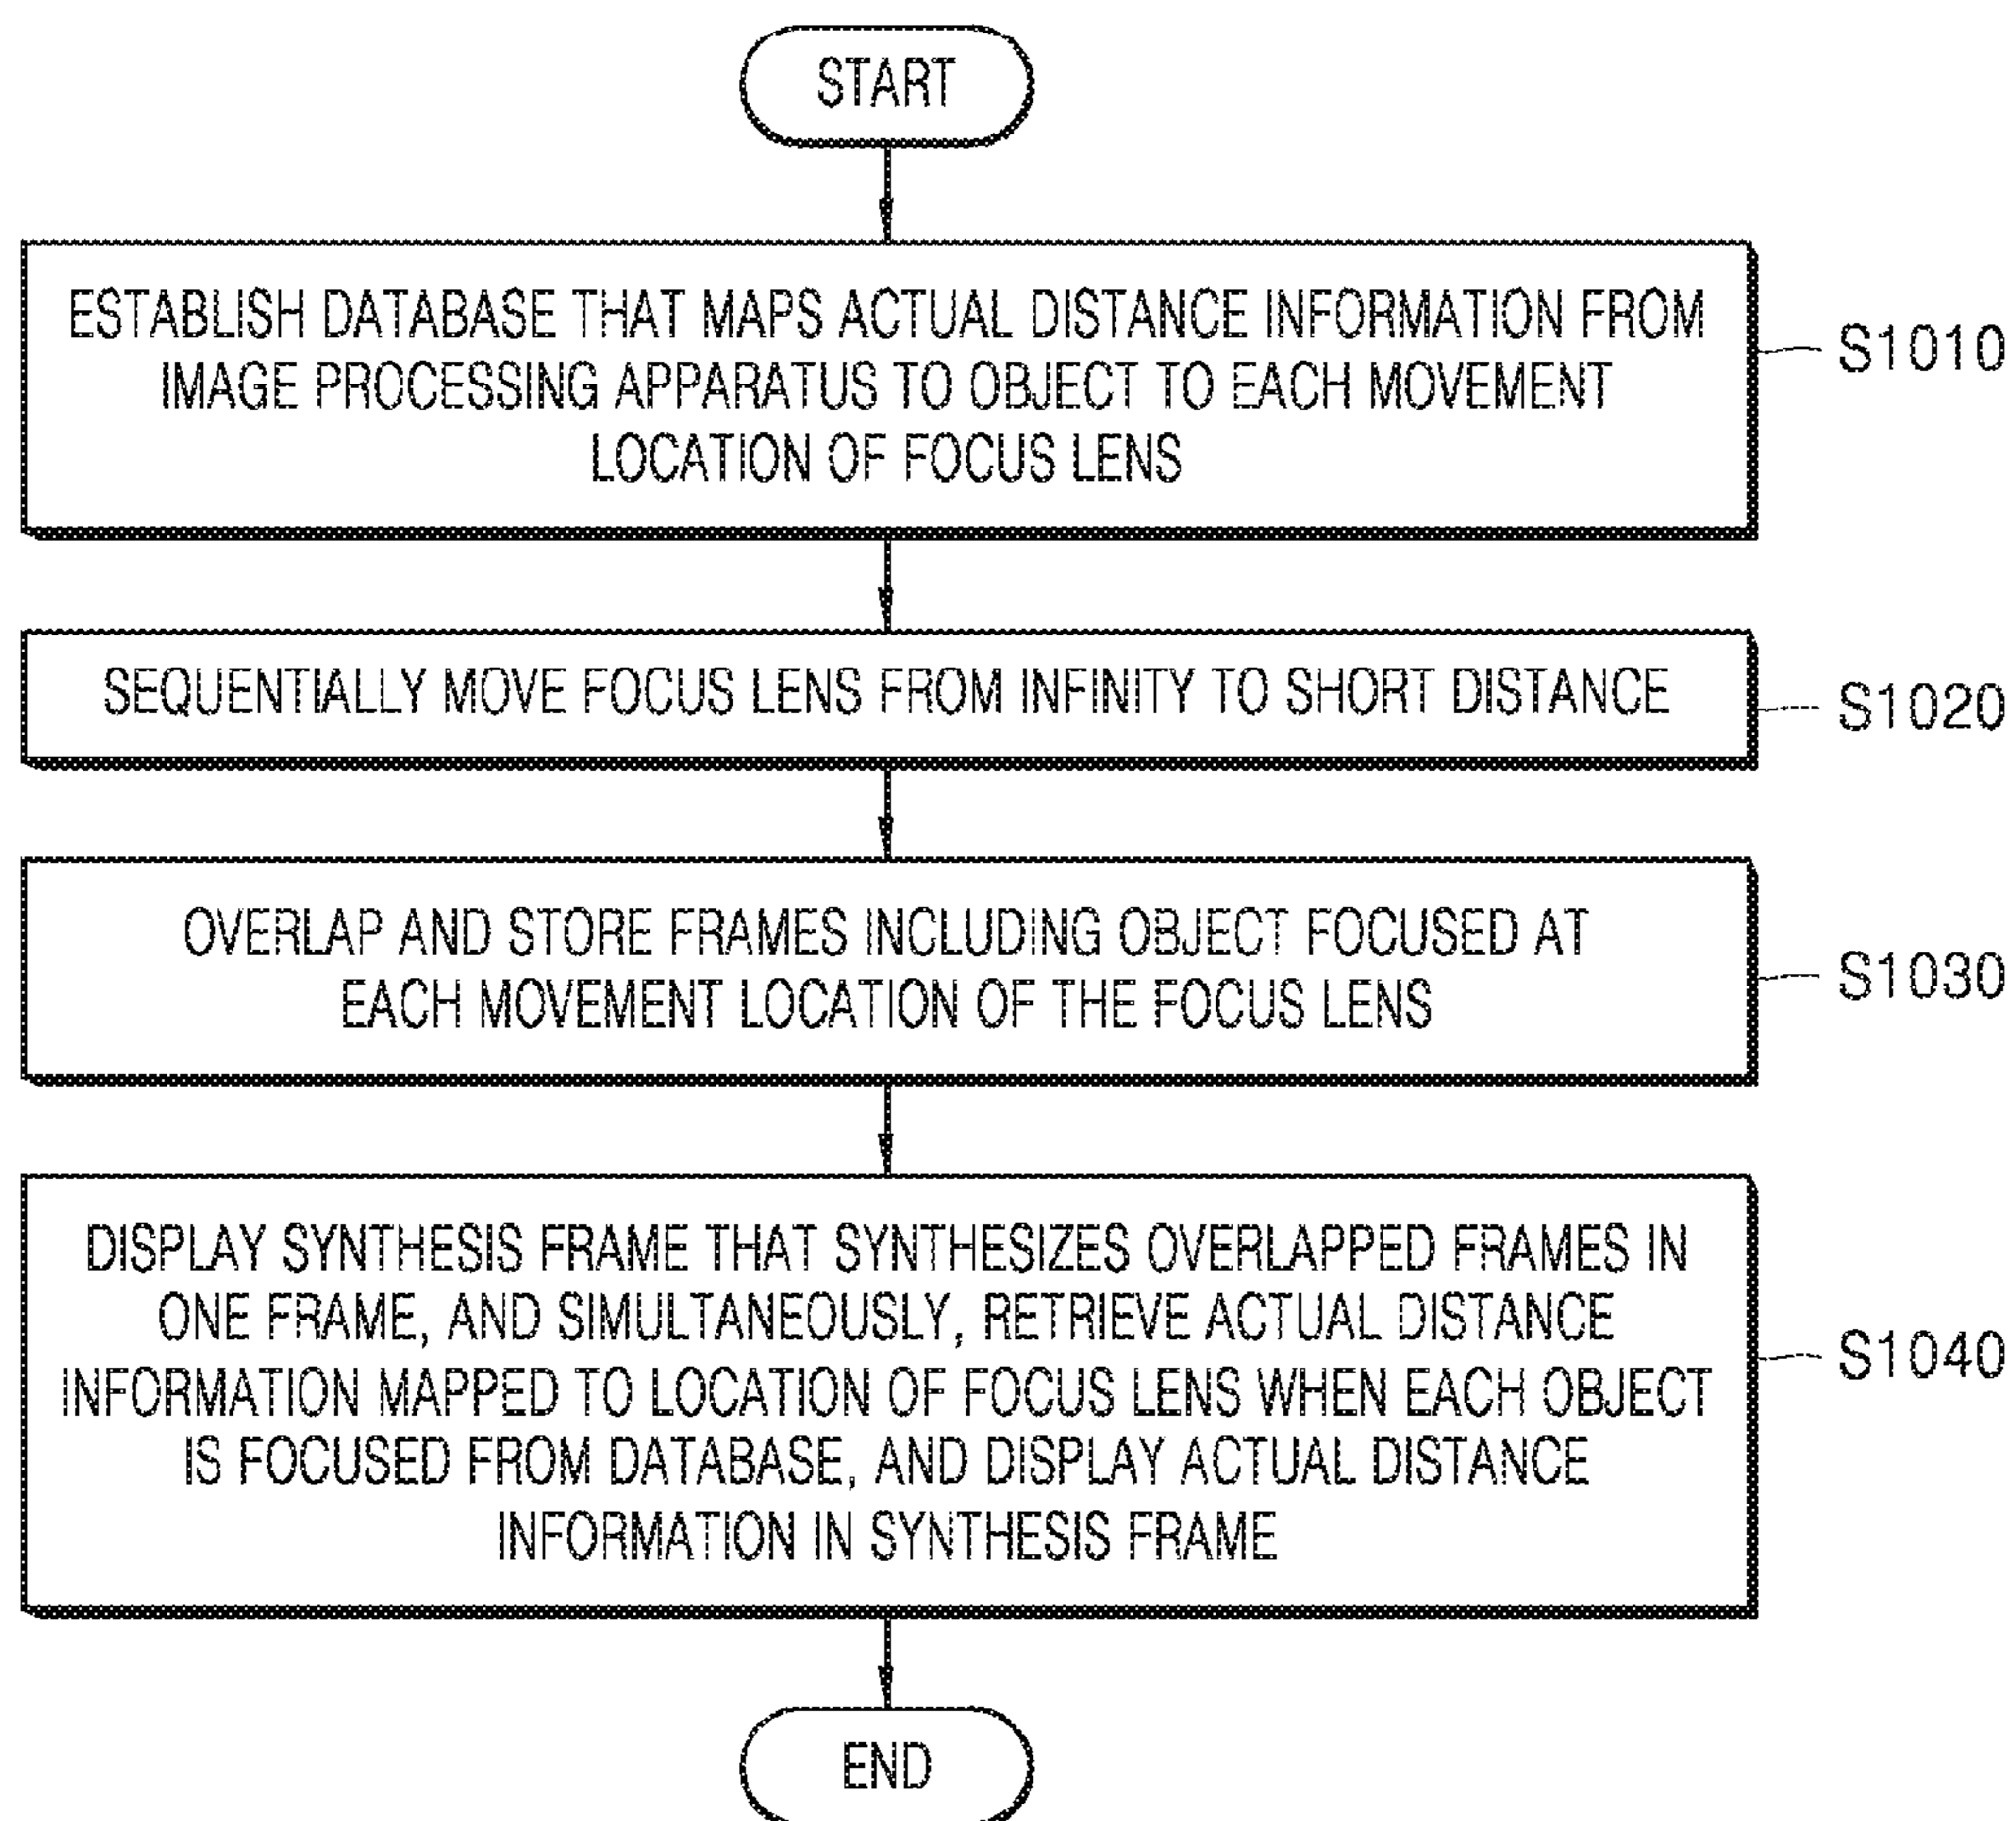 START
ESTABLISH DATABASE THAT MAPS ACTUAL DISTANCE INFORMATION FROM
IMAGE PROCESSING APPARATUS TO OBJECT TO EACH MOVEMENT
LOCATION OF FOCUS LENS
S1010
SEQUENTIALLY MOVE FOCUS LENS FROM INFINITY TO SHORT DISTANCE
S1020
OVERLAP AND STORE FRAMES INCLUDING OBJECT FOCUSED AT
EACH MOVEMENT LOCATION OF THE FOCUS LENS
S1030
DISPLAY SYNTHESIS FRAME THAT SYNTHESIZES OVERLAPPED FRAMES IN
ONE FRAME, AND SIMULTANEOUSLY, RETRIEVE ACTUAL DISTANCE
INFORMATION MAPPED TO LOCATION OF FOCUS LENS WHEN EACH OBJECT
IS FOCUSED FROM DATABASE, AND DISPLAY ACTUAL DISTANCE
INFORMATION IN SYNTHESIS FRAME
S1040
END